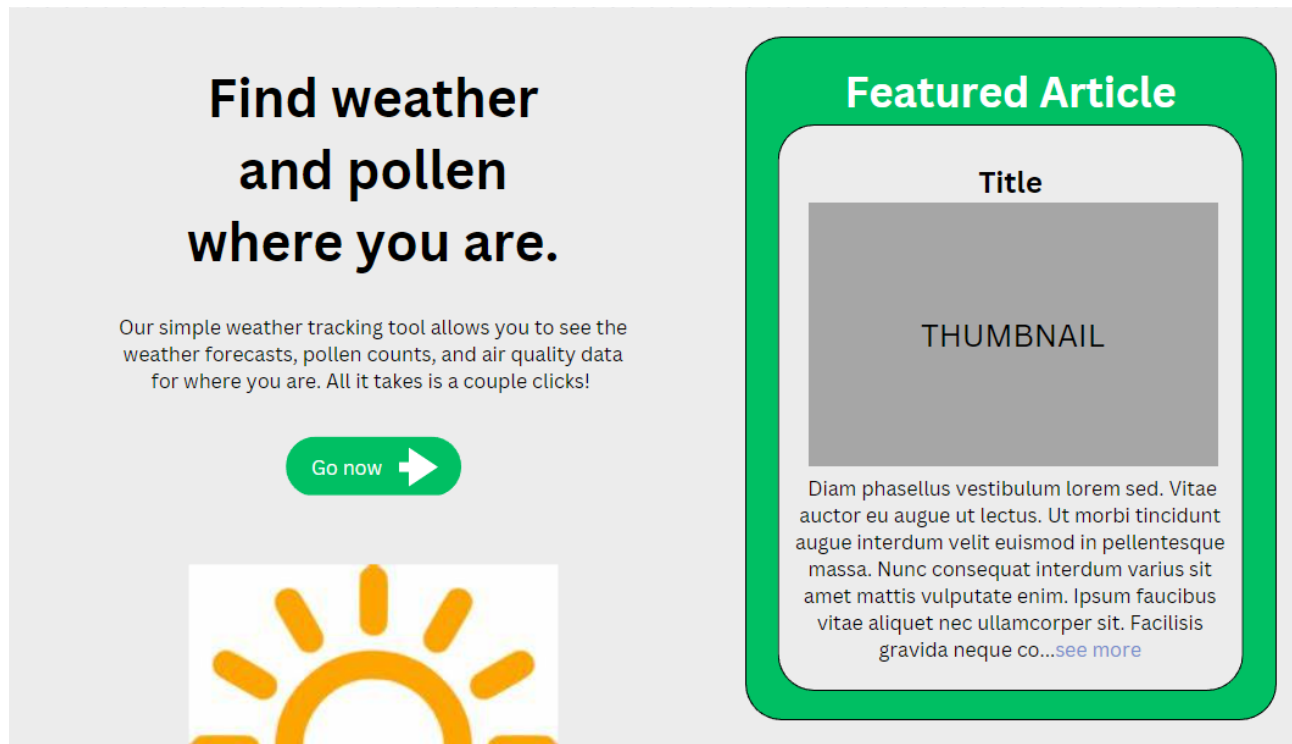 Find weather
and pollen
where you are.
Our simple weather tracking tool allows you to see the
weather forecasts, pollen counts, and air quality data
for where you are. All it takes is a couple clicks!
Go now
Featured Article
Title
THUMBNAIL
Diam phasellus vestibulum lorem sed. Vitae
auctor eu augue ut lectus. Ut morbi tincidunt
augue interdum velit euismod in pellentesque
massa. Nunc consequat interdum varius sit
amet mattis vulputate enim. Ipsum faucibus
vitae aliquet nec ullamcorper sit. Facilisis
gravida neque co...see more